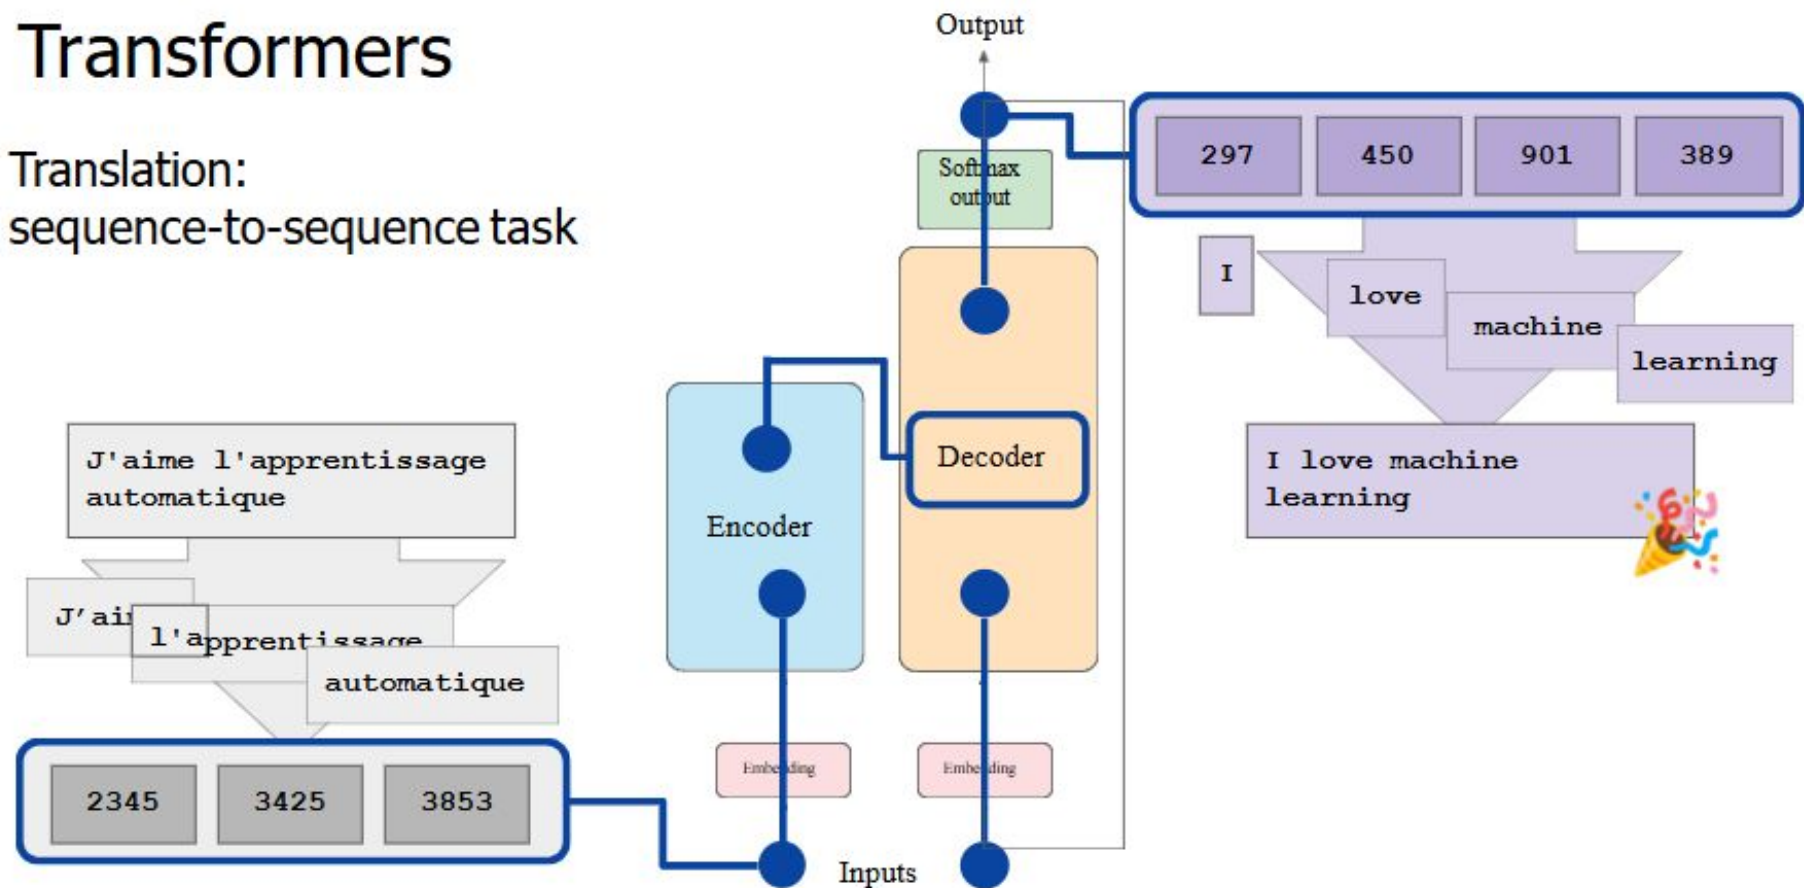 Transformers
Translation:
sequence-to-sequence task
J'aime l'apprentissage
automatique
l'apprentissage
automatique
2345 3425 3853
Output
Softmax
output
Decoder
Encoder
Embedding
Embedding
Inputs
297 450 901 389
I
love
machine
learning
I love machine
learning